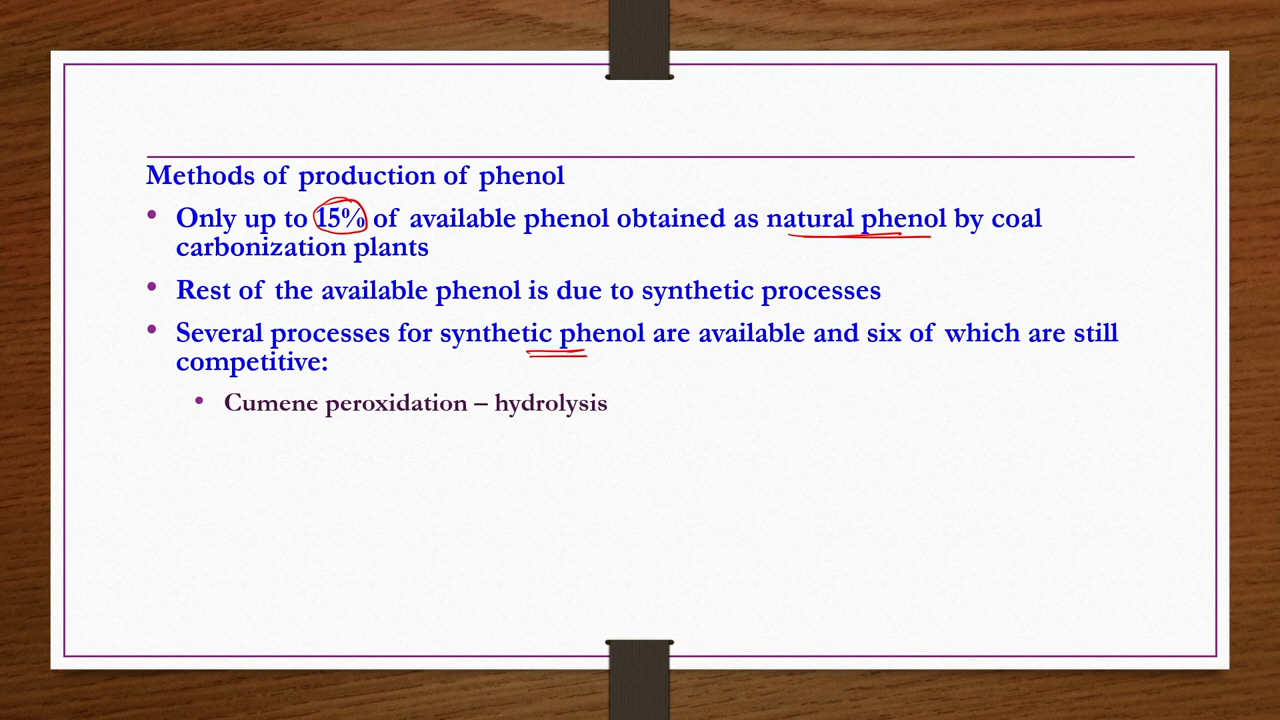 Methods of production of phenol
• Only up to 15% of available phenol obtained as natural phenol by coal
carbonization plants
• Rest of the available phenol is due to synthetic processes
• Several processes for synthetic phenol are available and six of which are still
competitive:
• Cumene peroxidation – hydrolysis